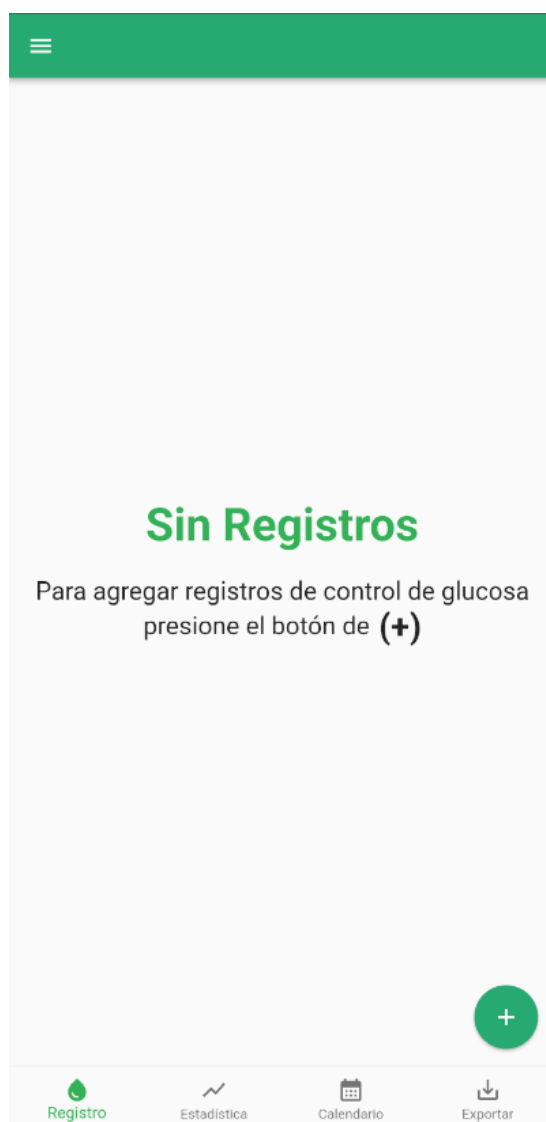 Sin Registros
Para agregar registros de control de glucosa
presione el botón de (+)
+
Registro
Estadística
Calendario
Exportar